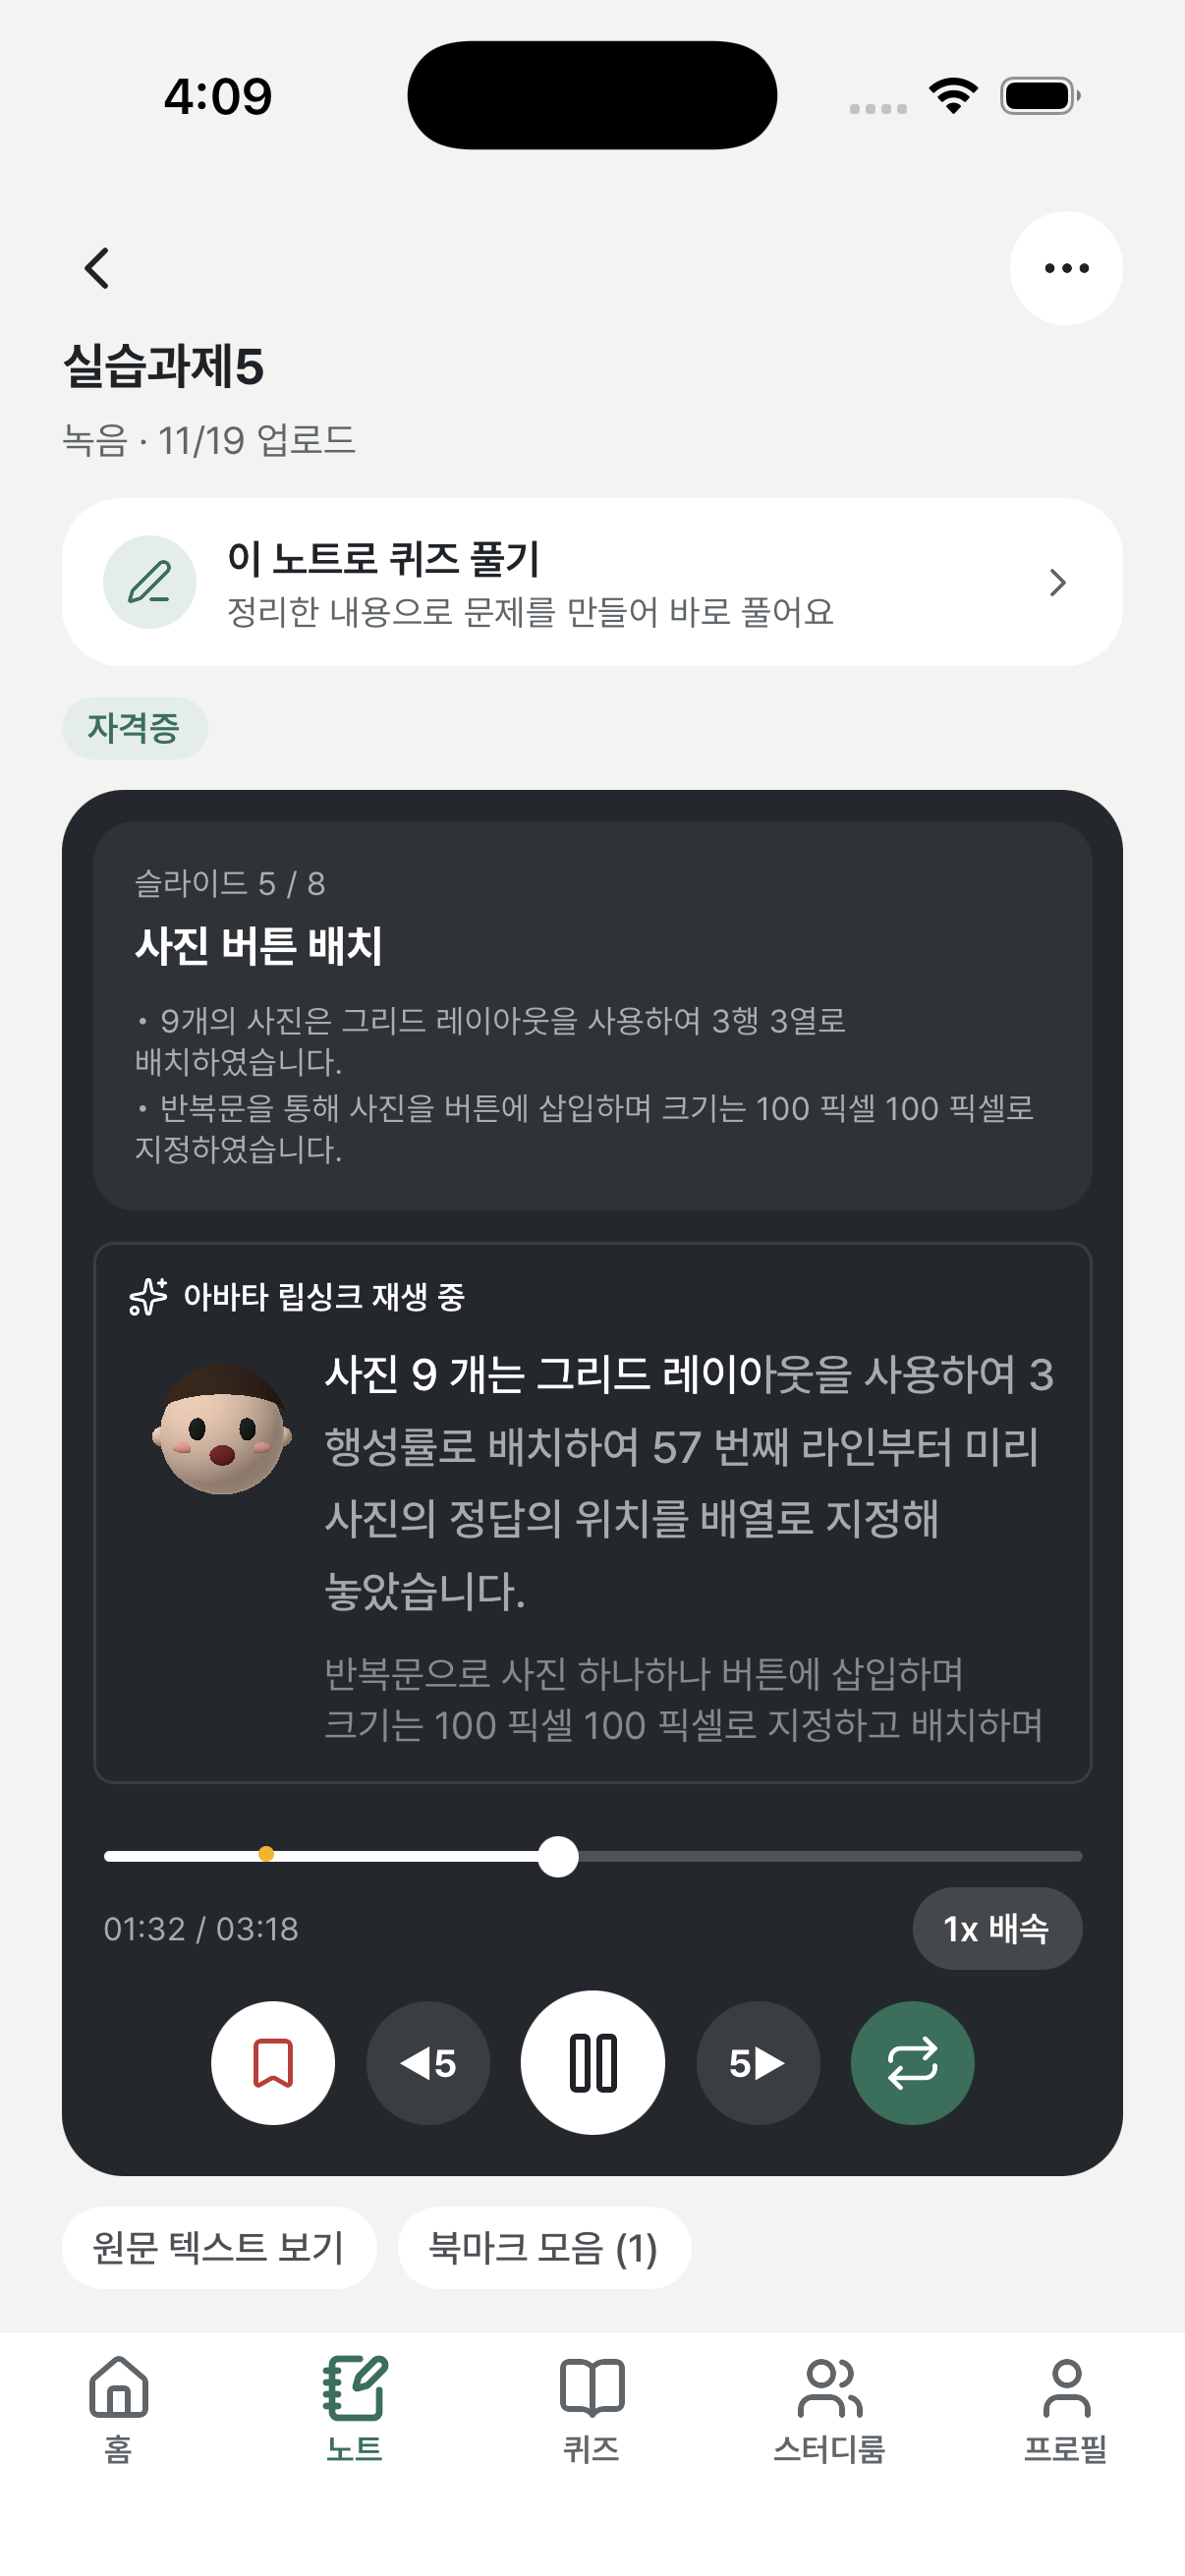 4:09
실습과제5
녹음 · 11/19 업로드
이 노트로 퀴즈 풀기
정리한 내용으로 문제를 만들어 바로 풀어요
자격증
슬라이드 5 / 8
사진 버튼 배치
• 9개의 사진은 그리드 레이아웃을 사용하여 3행 3열로
배치하였습니다.
• 반복문을 통해 사진을 버튼에 삽입하며 크기는 100 픽셀 100 픽셀로
지정하였습니다.
아바타 립싱크 재생 중
사진 9 개는 그리드 레이아웃을 사용하여 3
행성률로 배치하여 57 번째 라인부터 미리
사진의 정답의 위치를 배열로 지정해
놓았습니다.
반복문으로 사진 하나하나 버튼에 삽입하며
크기는 100 픽셀 100 픽셀로 지정하고 배치하며
01:32 / 03:18
1x 배속
◀5
5▶
원문 텍스트 보기
북마크 모음 (1)
홈
노트
퀴즈
스터디룸
프로필